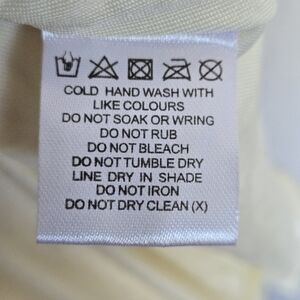 COLD HAND WASH WITH
LIKE COLOURS
DO NOT SOAK OR WRING
DO NOT RUB
DO NOT BLEACH
DO NOT TUMBLE DRY
LINE DRY IN SHADE
DO NOT IRON
DO NOT DRY CLEAN (X)